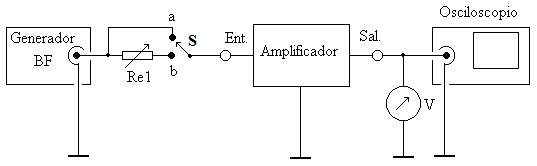 Osciloscopio
a
Generador
BF
S
Ent.
Amplificador
Sal.
Re1
b
V